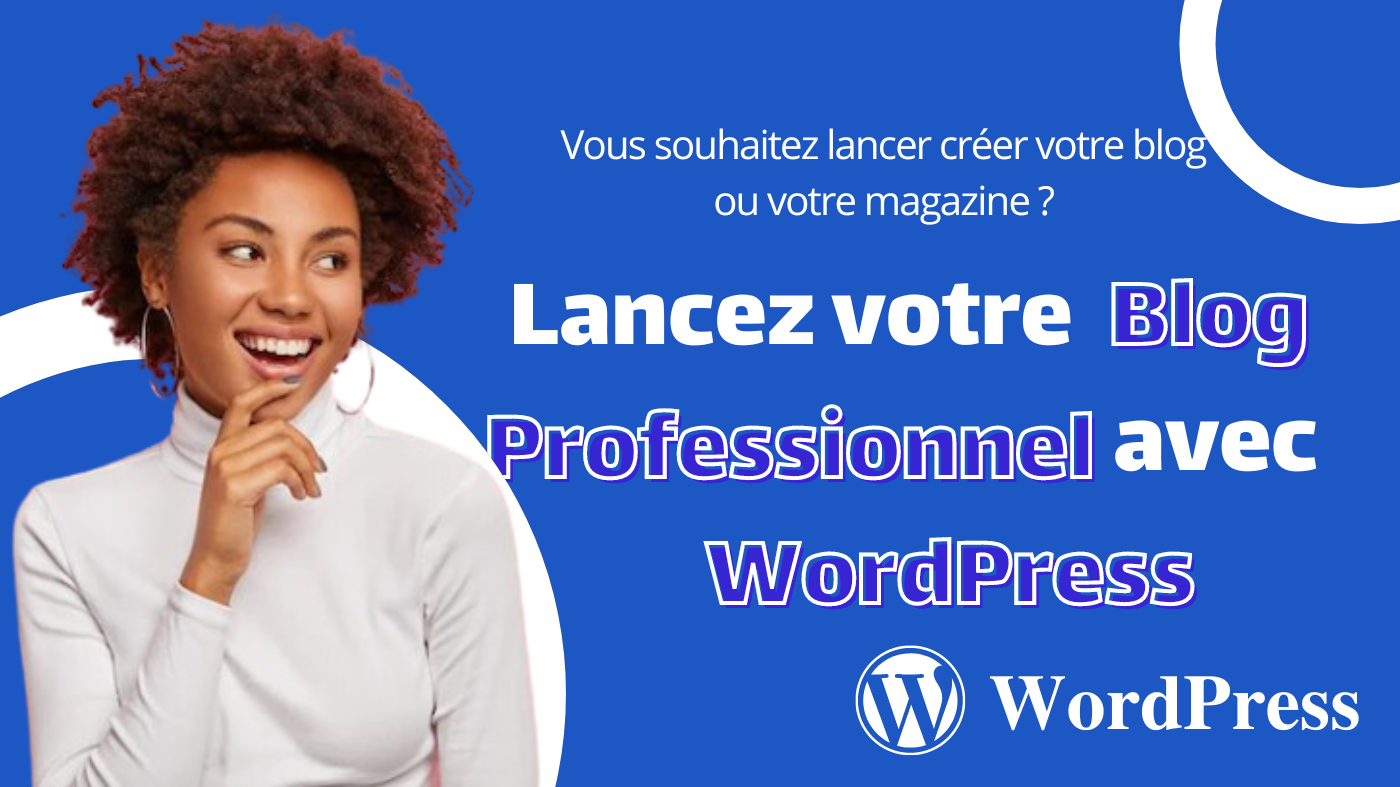 Vous souhaitez lancer créer votre blog
ou votre magazine ?
Lancez votre Blog
Professionnel avec
WordPress
WordPress